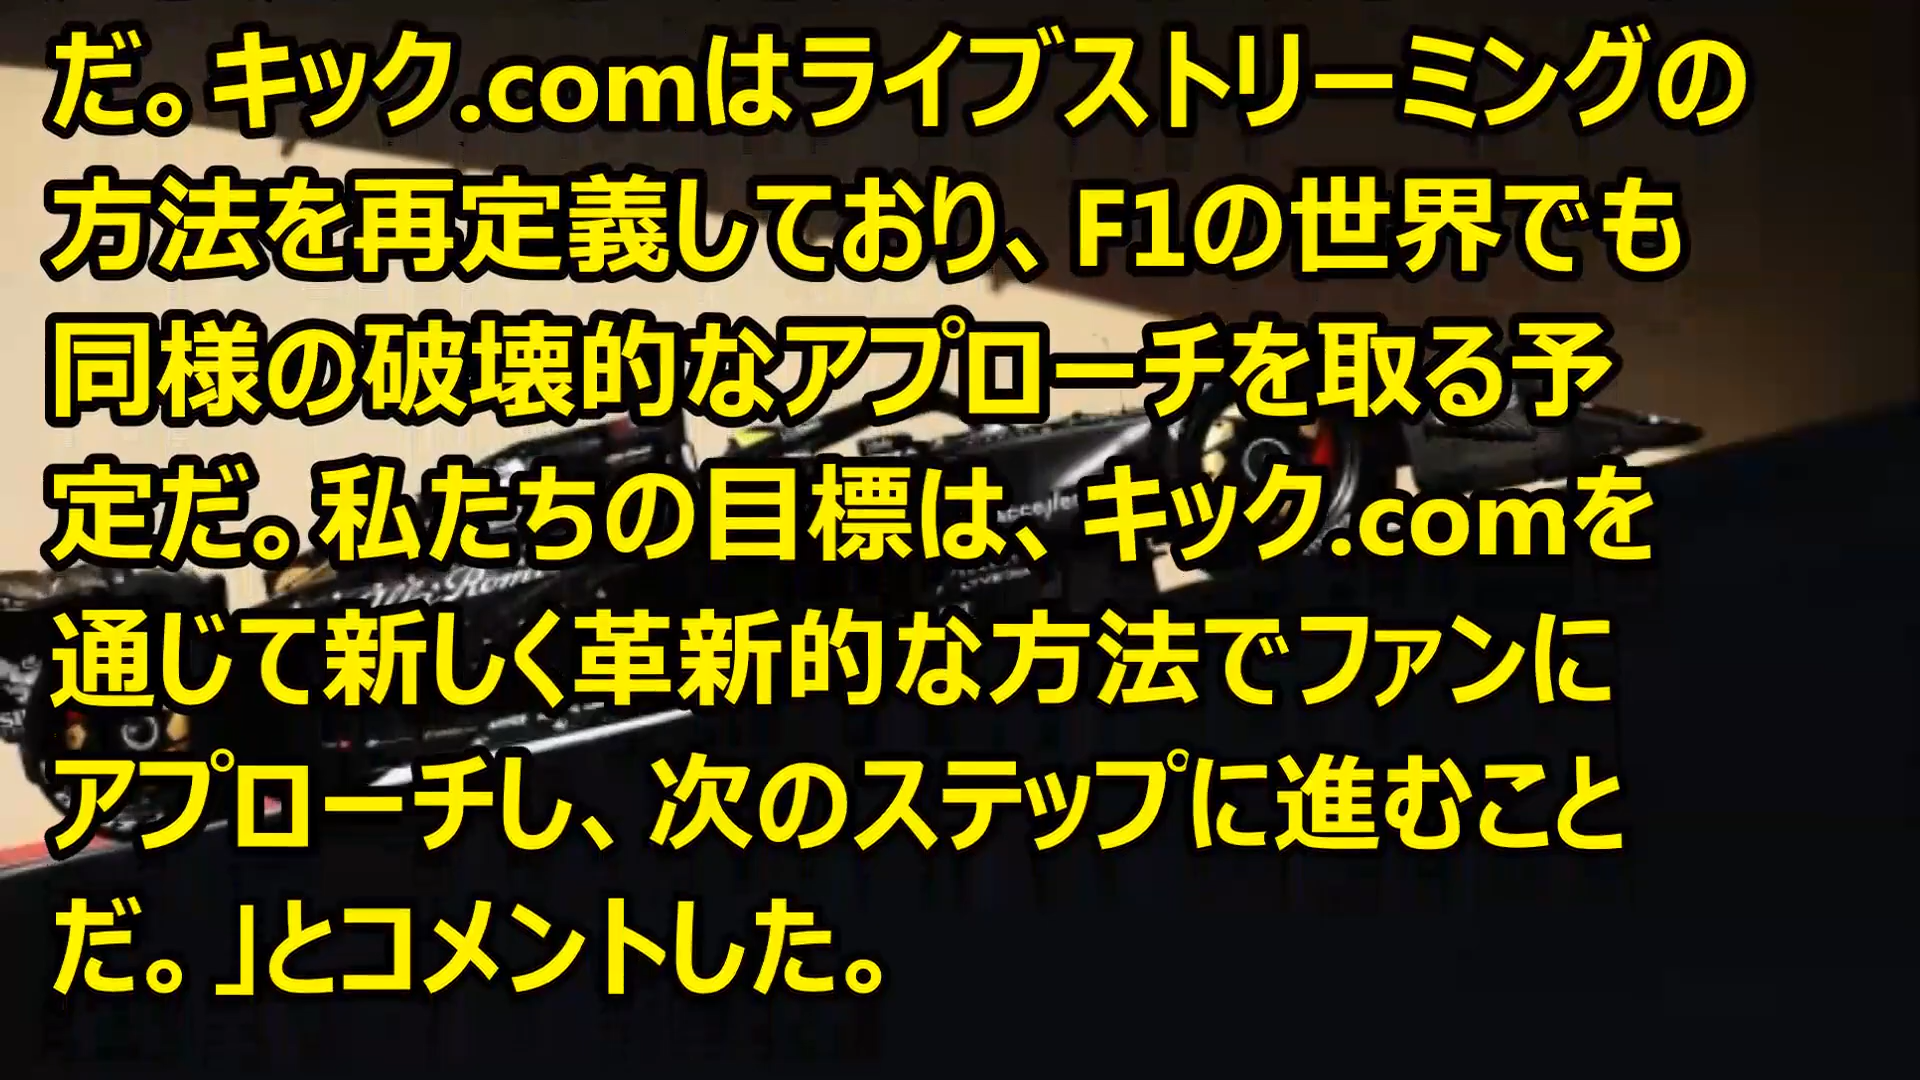 だ。キック.comはライブストリーミングの
方法を再定義しており、F1の世界でも
同様の破壊的なアプローチを取る予
定だ。私たちの目標は、キック.comを
通じて新しく革新的な方法でファンに
アプローチし、次のステップに進むこと
だ。」とコメントした。